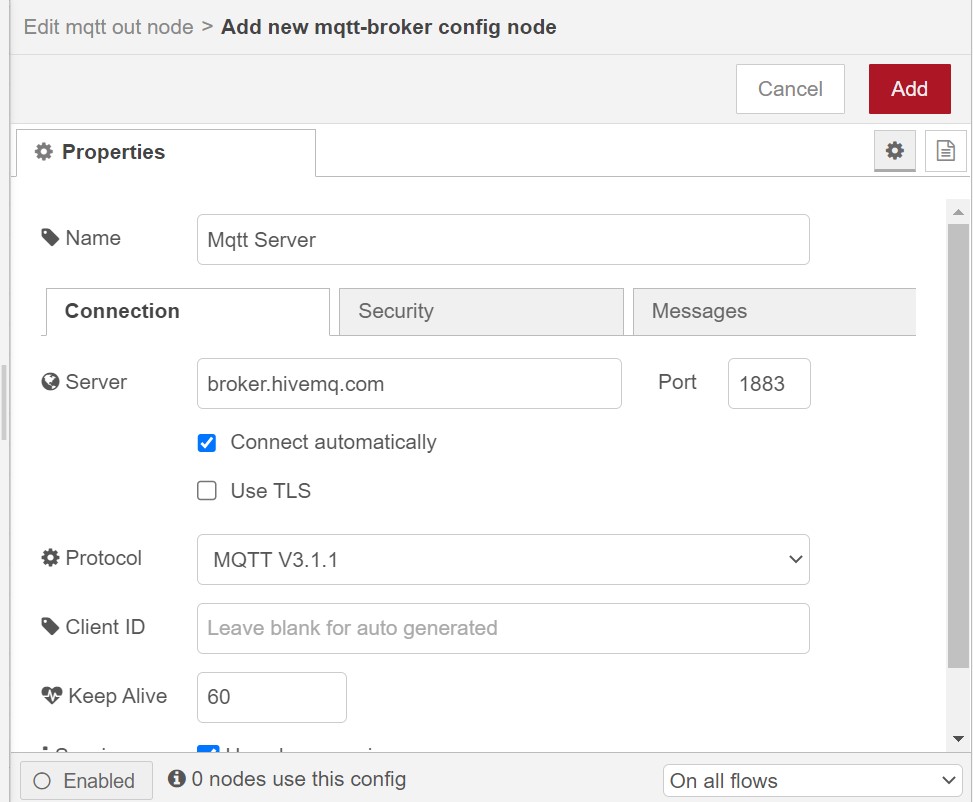 Edit mqtt out node > Add new mqtt-broker config node
Cancel
Add
Properties
Name
Mqtt Server
Connection
Security
Messages
Server
broker.hivemq.com
Port
1883
Connect automatically
Use TLS
Protocol
MQTT V3.1.1
Client ID
Leave blank for auto generated
Keep Alive
60
Enabled
0 nodes use this config
On all flows